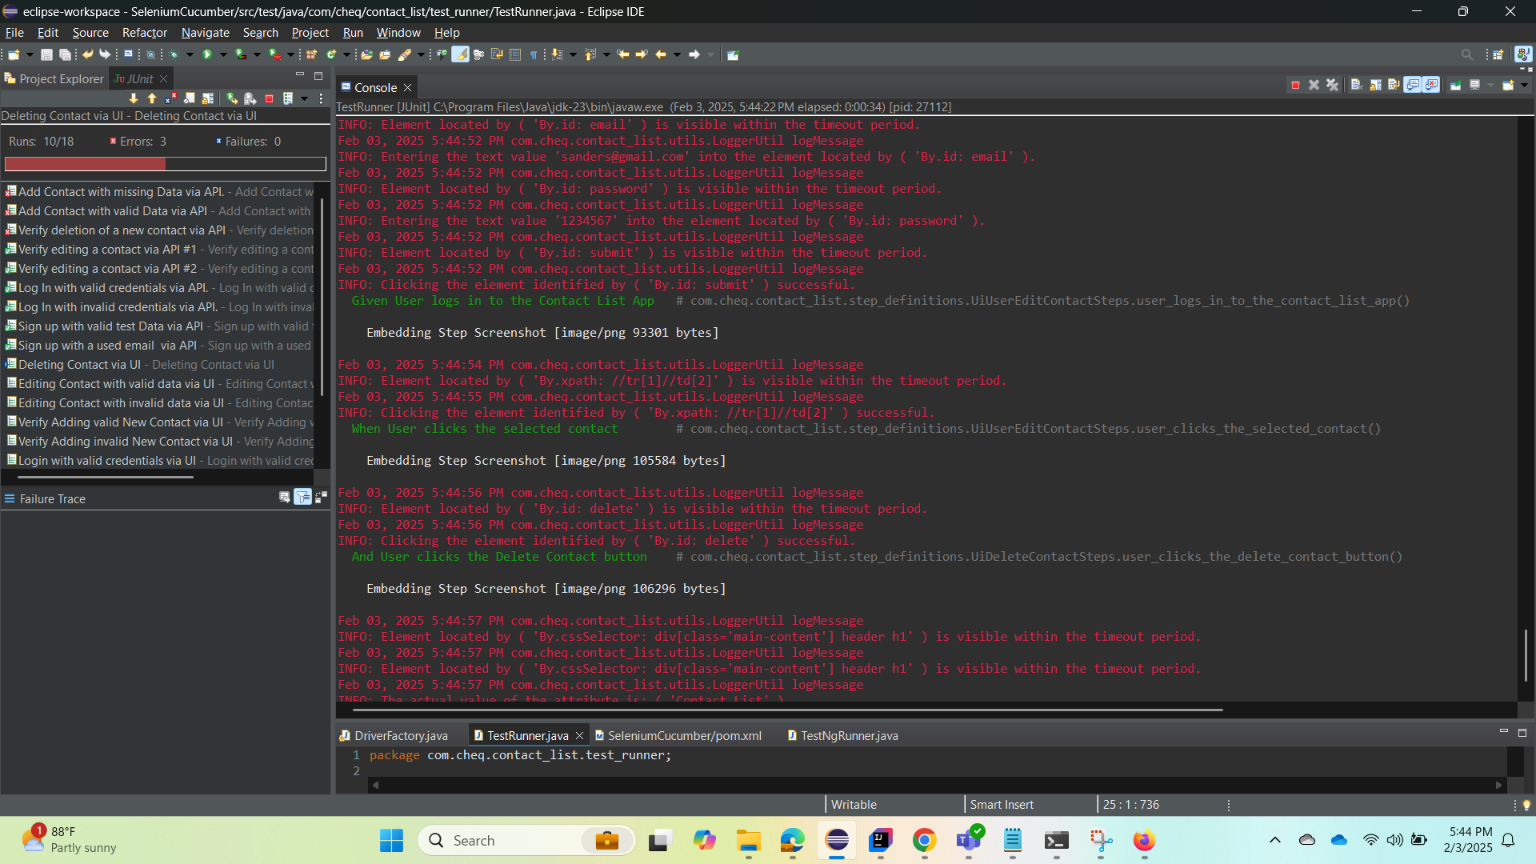 eclipse-workspace - SeleniumCucumber/src/test/java/com/cheq/contact_list/test_runner/TestRunner.java - Eclipse IDE
File Edit Source Refactor Navigate Search Project Run Window Help
Project Explorer JUnit
Deleting Contact via UI - Deleting Contact via UI
Runs: 10/18 Errors: 3 Failures: 0
Add Contact with missing Data via API. - Add Contact w
Add Contact with valid Data via API - Add Contact with
Verify deletion of a new contact via API - Verify deletion
Verify editing a contact via API #1 - Verify editing a cont
Verify editing a contact via API #2 - Verify editing a cont
Log In with valid credentials via API. - Log In with valid c
Log In with invalid credentials via API. - Log In with inval
Sign up with valid test Data via API - Sign up with valid
Sign up with a used email  via API - Sign up with a used
Deleting Contact via UI - Deleting Contact via UI
Editing Contact with valid data via UI - Editing Contact
Editing Contact with invalid data via UI - Editing Contac
Verify Adding valid New Contact via UI - Verify Adding
Verify Adding invalid New Contact via UI - Verify Adding
Login with valid credentials via UI - Login with valid cre
Failure Trace
Console
TestRunner [JUnit] C:\Program Files\Java\jdk-23\bin\javaw.exe (Feb 3, 2025, 5:44:22 PM elapsed: 0:00:34) [pid: 27112]
INFO: Element located by ( 'By.id: email' ) is visible within the timeout period.
Feb 03, 2025 5:44:52 PM com.cheq.contact_list.utils.LoggerUtil logMessage
INFO: Entering the text value 'sanders@gmail.com' into the element located by ( 'By.id: email' ).
Feb 03, 2025 5:44:52 PM com.cheq.contact_list.utils.LoggerUtil logMessage
INFO: Element located by ( 'By.id: password' ) is visible within the timeout period.
Feb 03, 2025 5:44:52 PM com.cheq.contact_list.utils.LoggerUtil logMessage
INFO: Entering the text value '1234567' into the element located by ( 'By.id: password' ).
Feb 03, 2025 5:44:52 PM com.cheq.contact_list.utils.LoggerUtil logMessage
INFO: Element located by ( 'By.id: submit' ) is visible within the timeout period.
Feb 03, 2025 5:44:52 PM com.cheq.contact_list.utils.LoggerUtil logMessage
INFO: Clicking the element identified by ( 'By.id: submit' ) successful.
Given User logs in to the Contact List App # com.cheq.contact_list.step_definitions.UiUserEditContactSteps.user_logs_in_to_the_contact_list_app()
Embedding Step Screenshot [image/png 93301 bytes]
Feb 03, 2025 5:44:54 PM com.cheq.contact_list.utils.LoggerUtil logMessage
INFO: Element located by ( 'By.xpath: //tr[1]//td[2]' ) is visible within the timeout period.
Feb 03, 2025 5:44:55 PM com.cheq.contact_list.utils.LoggerUtil logMessage
INFO: Clicking the element identified by ( 'By.xpath: //tr[1]//td[2]' ) successful.
When User clicks the selected contact # com.cheq.contact_list.step_definitions.UiUserEditContactSteps.user_clicks_the_selected_contact()
Embedding Step Screenshot [image/png 105584 bytes]
Feb 03, 2025 5:44:56 PM com.cheq.contact_list.utils.LoggerUtil logMessage
INFO: Element located by ( 'By.id: delete' ) is visible within the timeout period.
Feb 03, 2025 5:44:56 PM com.cheq.contact_list.utils.LoggerUtil logMessage
INFO: Clicking the element identified by ( 'By.id: delete' ) successful.
And User clicks the Delete Contact button # com.cheq.contact_list.step_definitions.UiDeleteContactSteps.user_clicks_the_delete_contact_button()
Embedding Step Screenshot [image/png 106296 bytes]
Feb 03, 2025 5:44:57 PM com.cheq.contact_list.utils.LoggerUtil logMessage
INFO: Element located by ( 'By.cssSelector: div[class='main-content'] header h1' ) is visible within the timeout period.
Feb 03, 2025 5:44:57 PM com.cheq.contact_list.utils.LoggerUtil logMessage
INFO: Element located by ( 'By.cssSelector: div[class='main-content'] header h1' ) is visible within the timeout period.
Feb 03, 2025 5:44:57 PM com.cheq.contact_list.utils.LoggerUtil logMessage
INFO: The actual value of the attribute is: ( 'Contact List' )
DriverFactory.java TestRunner.java SeleniumCucumber/pom.xml TestNgRunner.java
1 package com.cheq.contact_list.test_runner;
2
Writable Smart Insert 25 : 1 : 736
1 88°F
Partly sunny
Search
5:44 PM
2/3/2025